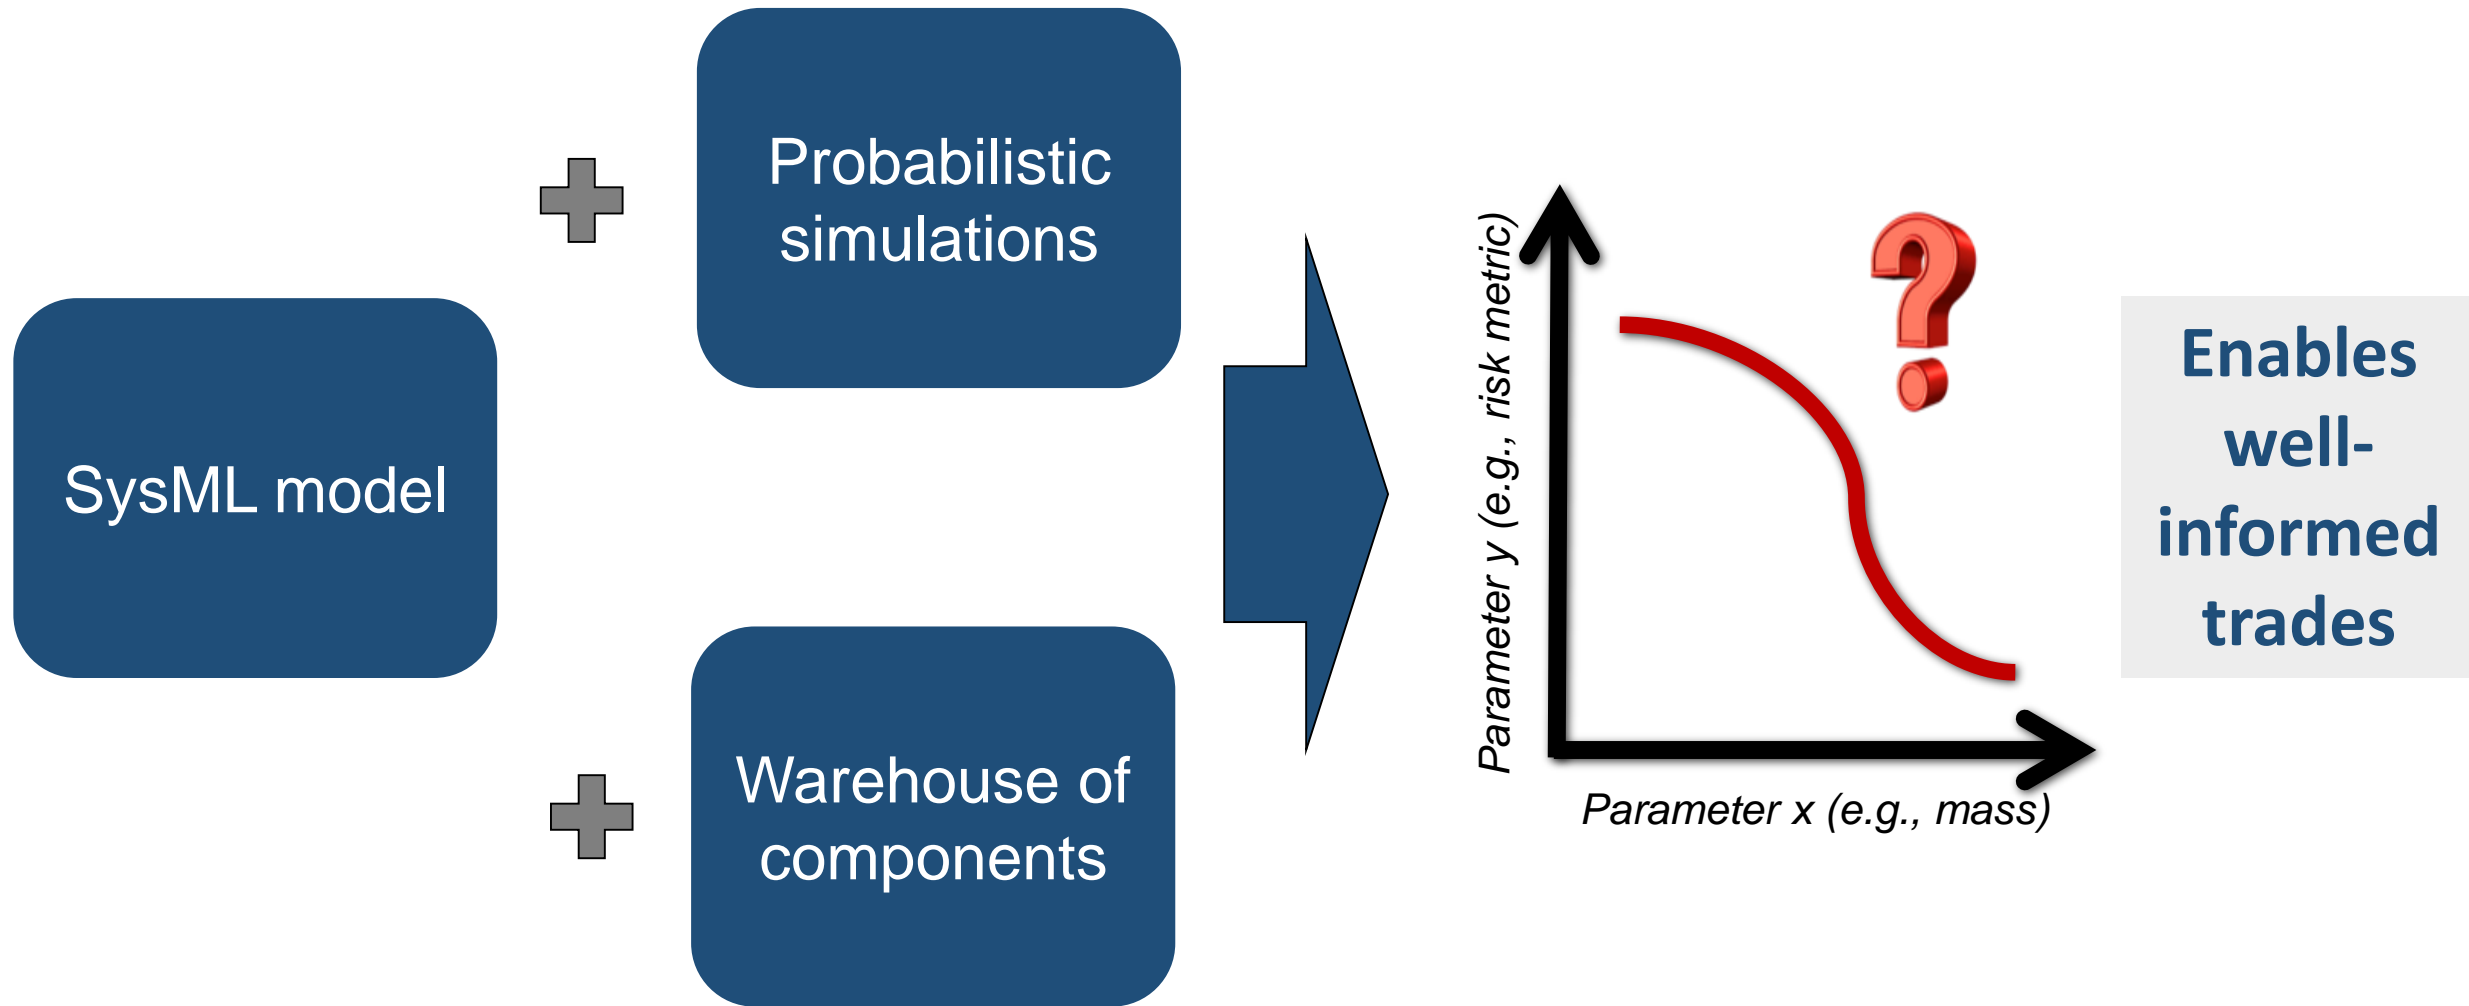 Probabilistic
simulations
SysML model
Warehouse of
components
Parameter y (e.g., risk metric)
Parameter x (e.g., mass)
Enables
well-
informed
trades